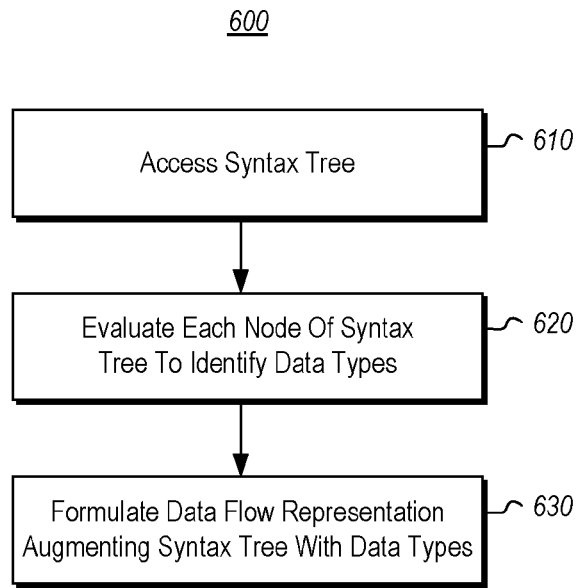 600
Access Syntax Tree
610
Evaluate Each Node Of Syntax
Tree To Identify Data Types
620
Formulate Data Flow Representation
Augmenting Syntax Tree With Data Types
630